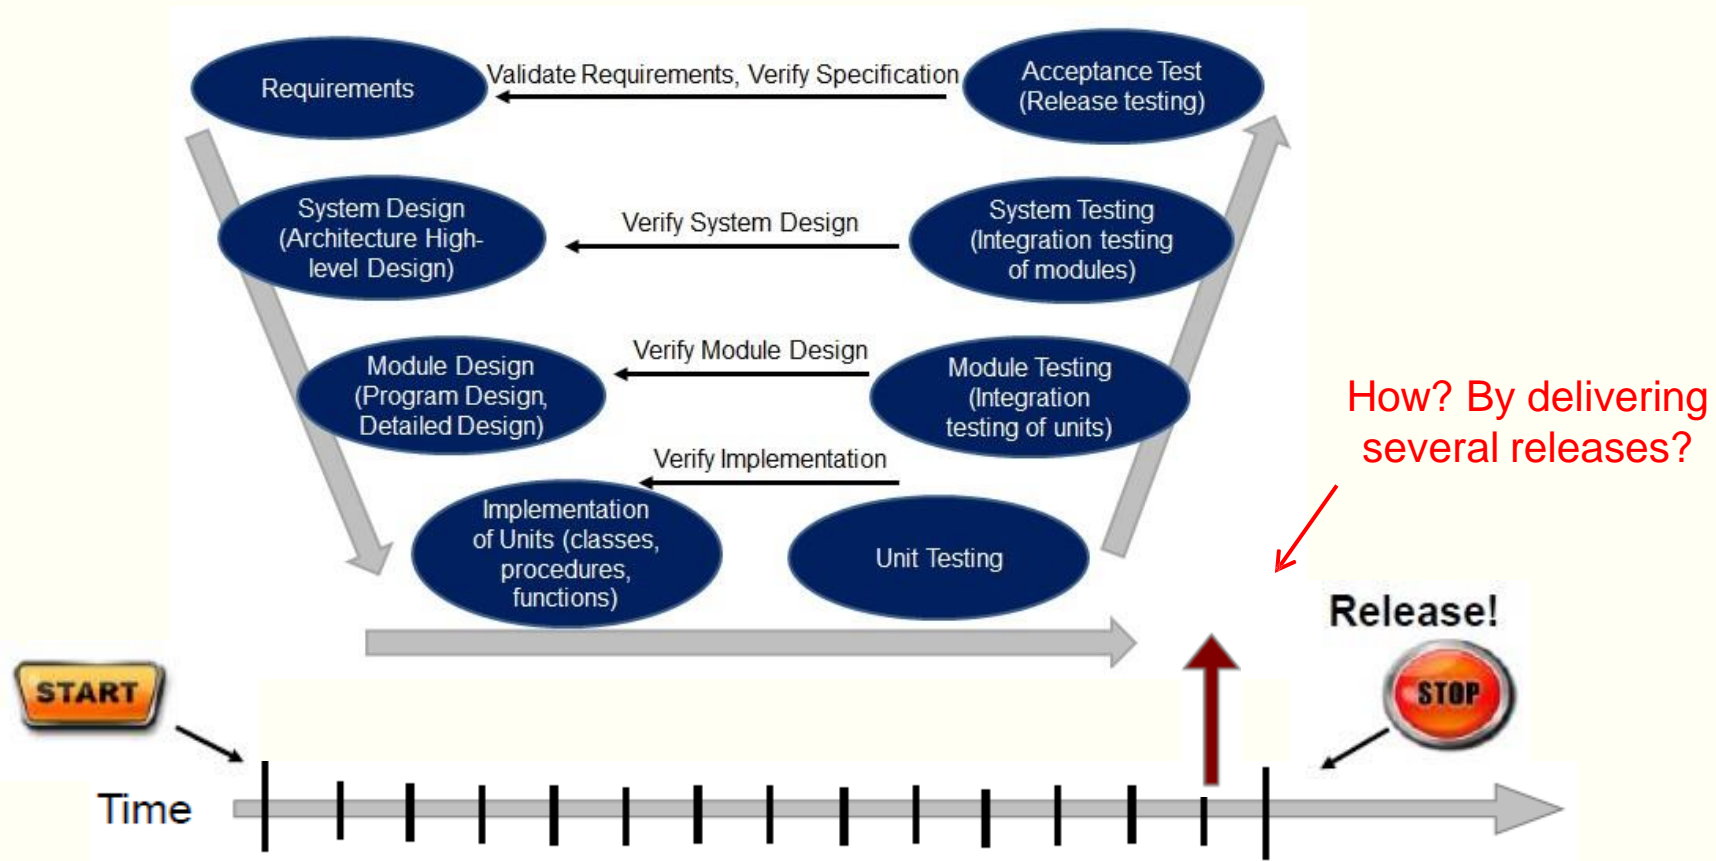 Requirements
Validate Requirements, Verify Specification
Acceptance Test
(Release testing)
System Design
(Architecture High-
level Design)
Verify System Design
System Testing
(Integration testing
of modules)
Module Design
(Program Design,
Detailed Design)
Verify Module Design
Module Testing
(Integration
testing of units)
How? By delivering
several releases?
Verify Implementation
Implementation
of Units (classes,
procedures,
functions)
Unit Testing
Release!
START
STOP
Time